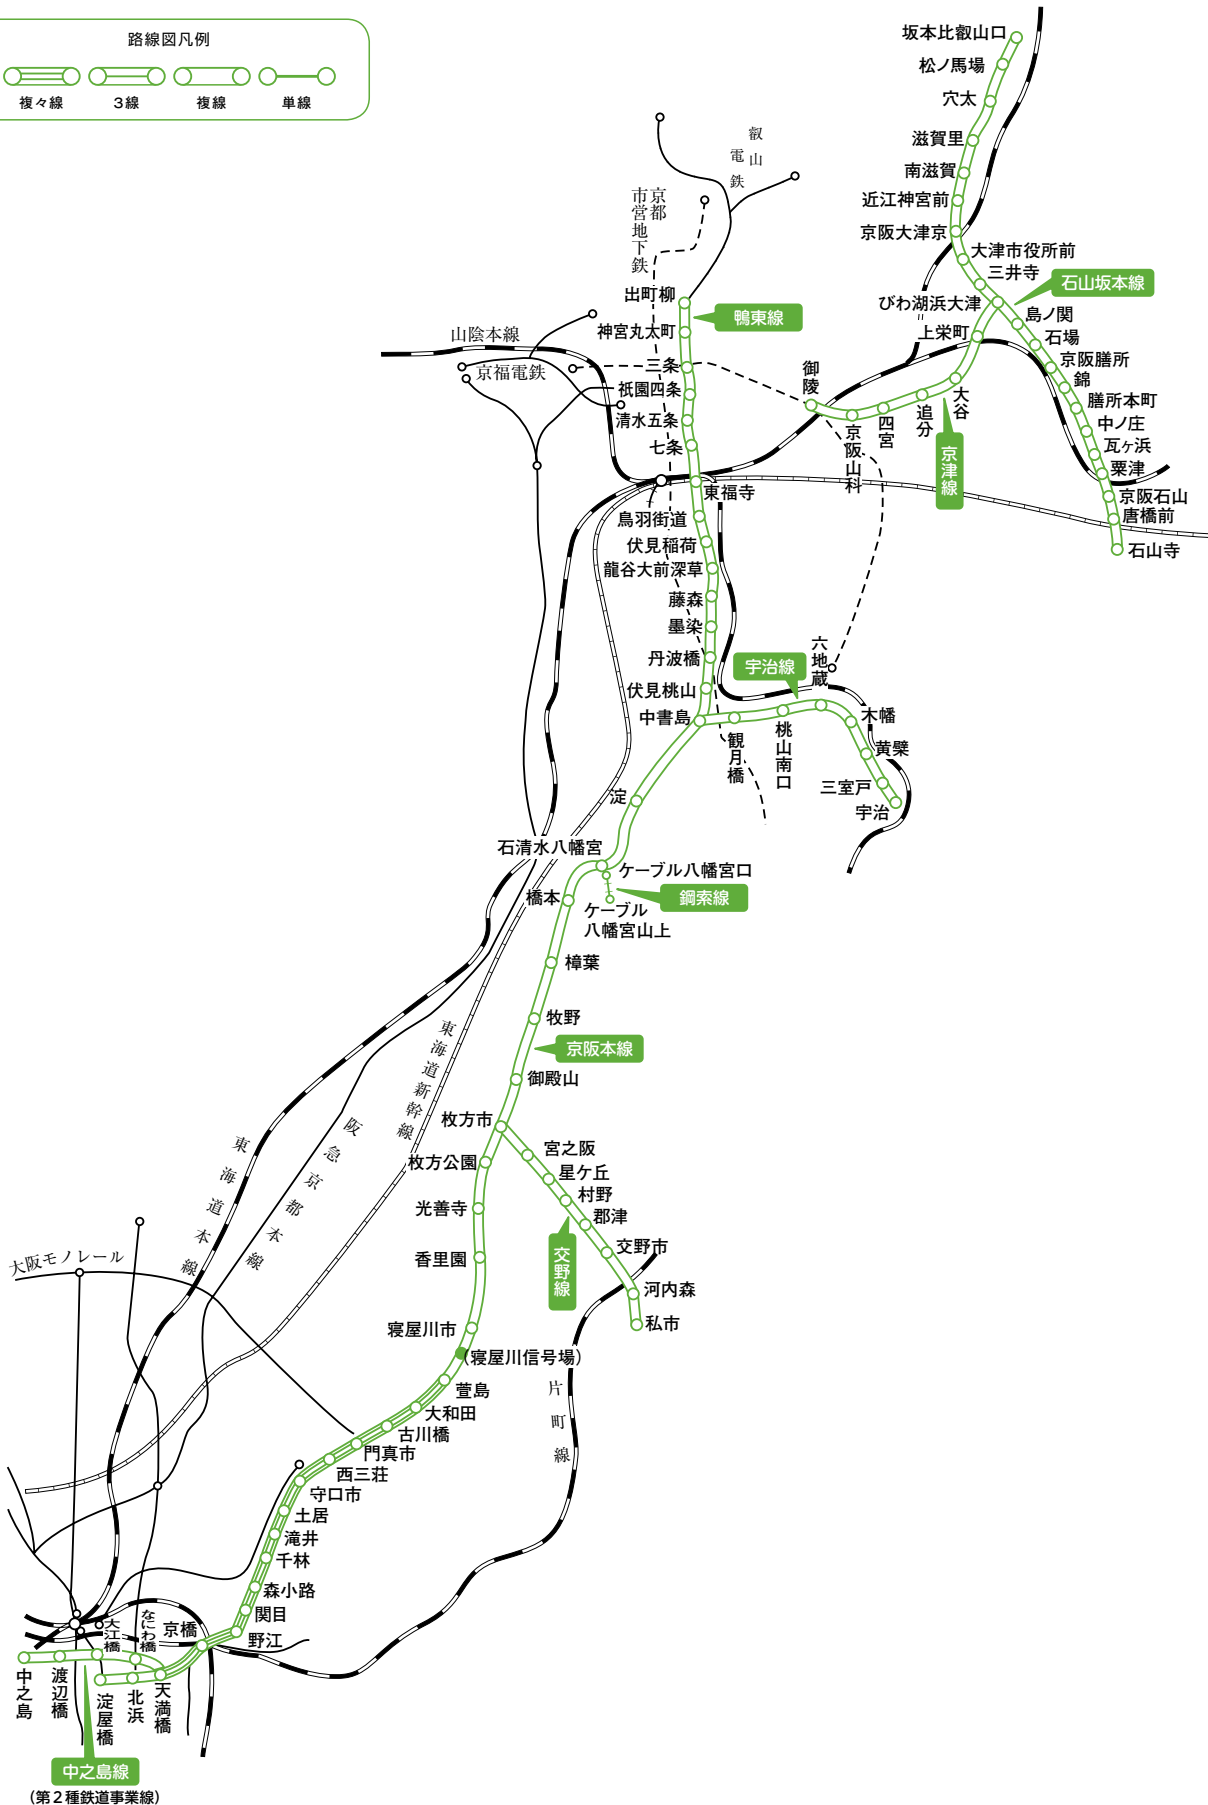 路線図凡例
複々線
3線
複線
単線
坂本比叡山口
松ノ馬場
穴太
滋賀里
南滋賀
近江神宮前
京阪大津京
大津市役所前
三井寺
石山坂本線
びわ湖浜大津
島ノ関
上栄町
石場
京阪膳所
錦
膳所本町
中ノ庄
瓦ヶ浜
粟津
京阪石山
唐橋前
石山寺
御陵
京阪山科
四宮
追分
大谷
京津線
叡山
電鉄
京都
市営地下鉄
出町柳
鴨東線
神宮丸太町
山陰本線
京福電鉄
三条
祇園四条
清水五条
七条
東福寺
鳥羽街道
伏見稲荷
龍谷大前深草
藤森
墨染
丹波橋
伏見桃山
中書島
宇治線
六地蔵
観月橋
桃山南口
木幡
黄檗
三室戸
宇治
淀
石清水八幡宮
ケーブル八幡宮口
鋼索線
ケーブル
八幡宮山上
橋本
樟葉
牧野
京阪本線
御殿山
枚方市
枚方公園
宮之阪
星ケ丘
村野
郡津
交野線
交野市
河内森
私市
光善寺
香里園
寝屋川市
(寝屋川信号場)
萱島
大和田
古川橋
門真市
西三荘
守口市
土居
滝井
千林
森小路
関目
野江
京橋
東海道新幹線
阪急京都本線
東海道本線
大阪モノレール
片町線
なにわ橋
大江橋
中之島
渡辺橋
淀屋橋
北浜
天満橋
中之島線
(第2種鉄道事業線)